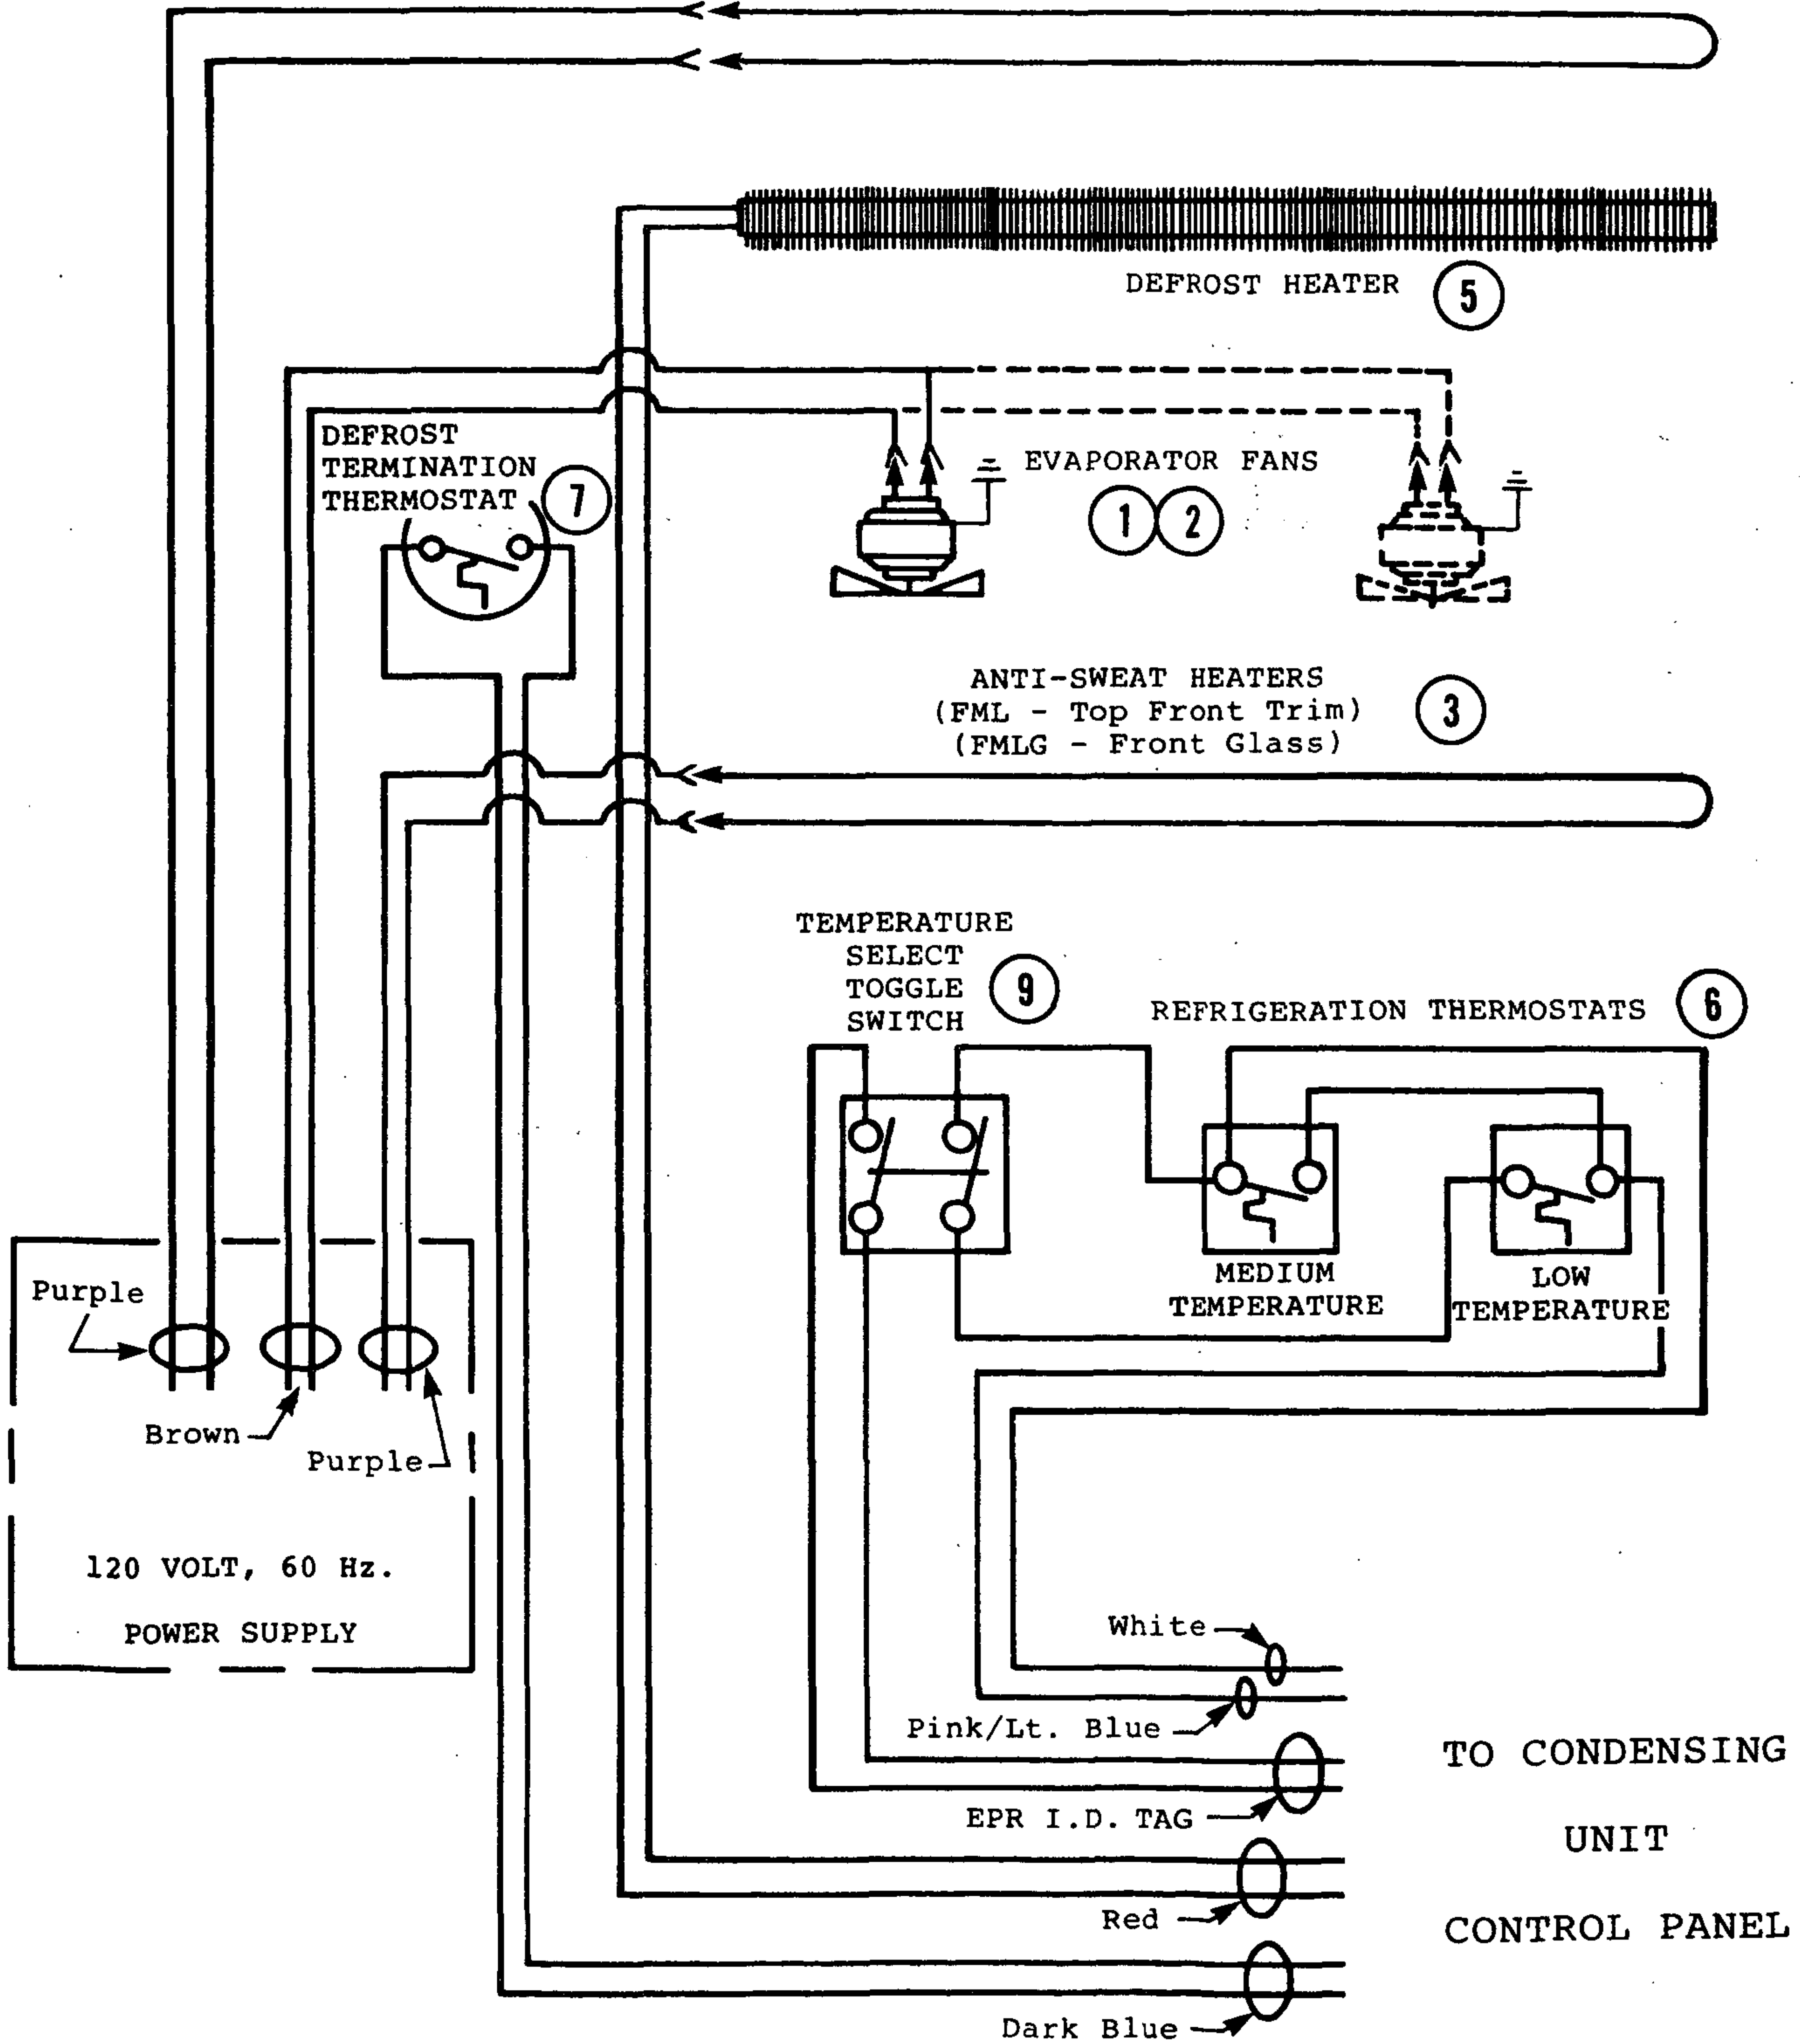 DEFROST HEATER 5
DEFROST
TERMINATION
THERMOSTAT 7
EVAPORATOR FANS
1 2
ANTI-SWEAT HEATERS
(FML - Top Front Trim) 3
(FMLG - Front Glass)
TEMPERATURE
SELECT
TOGGLE
SWITCH
9
REFRIGERATION THERMOSTATS 6
MEDIUM
TEMPERATURE
LOW
TEMPERATURE
Purple
Brown
Purple
120 VOLT, 60 Hz.
POWER SUPPLY
White
Pink/Lt. Blue
EPR I.D. TAG
Red
Dark Blue
TO CONDENSING
UNIT
CONTROL PANEL